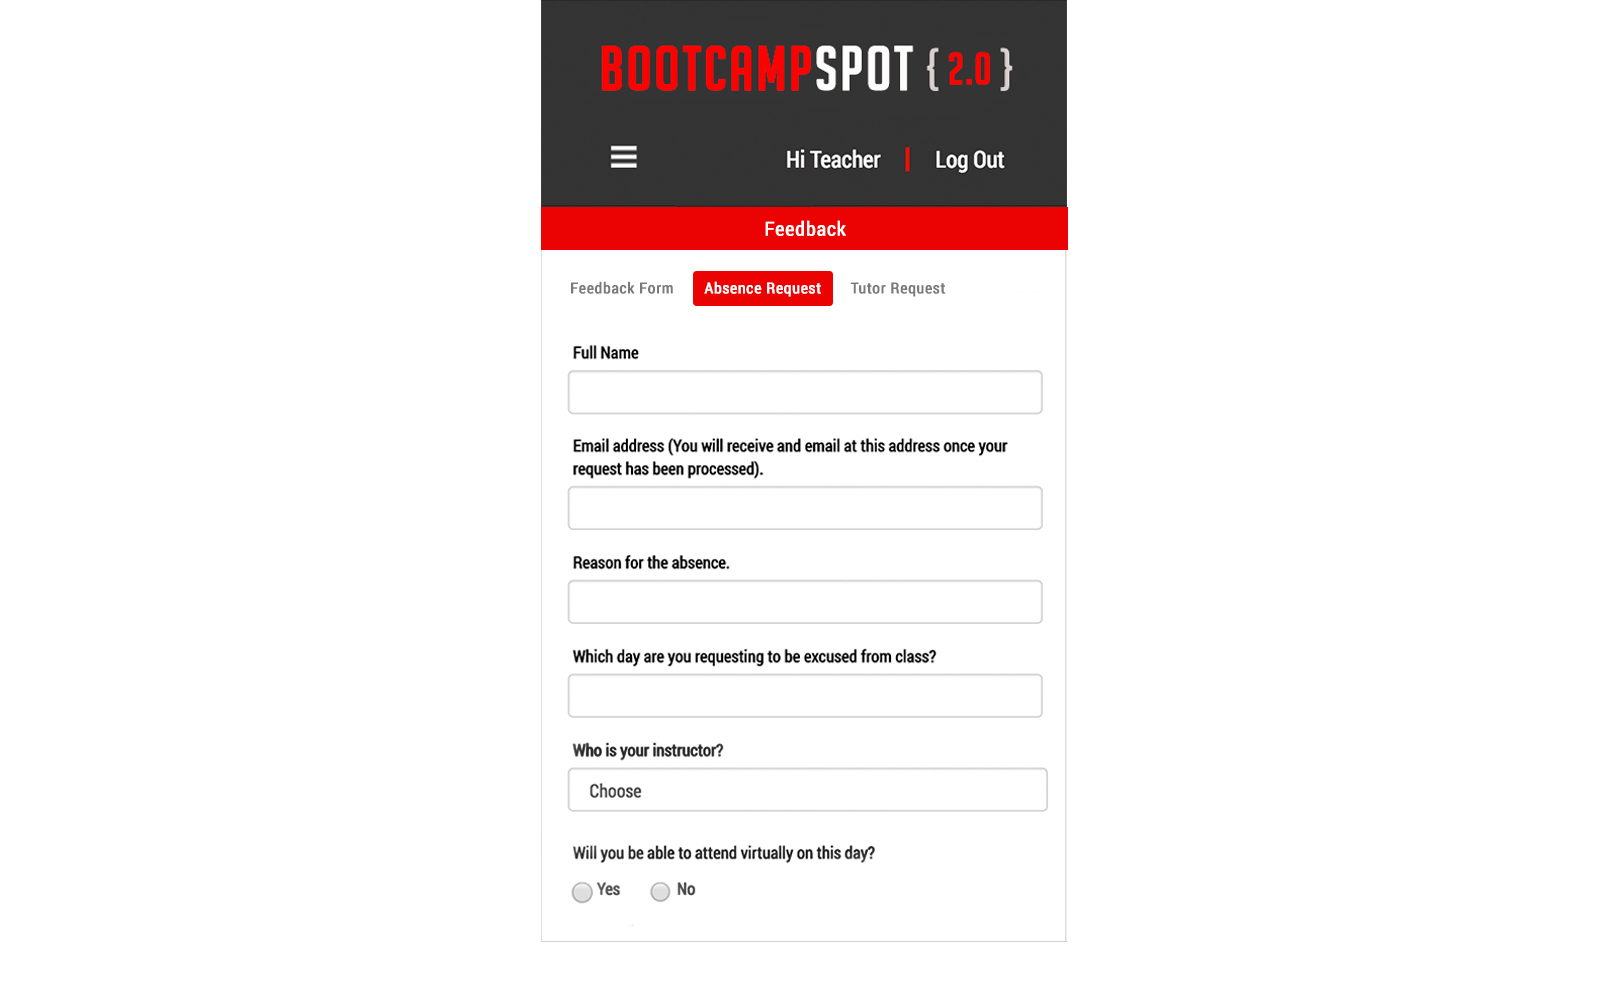 BOOTCAMPSPOT { 2.0 }
Hi Teacher | Log Out
Feedback
Feedback Form Absence Request Tutor Request
Full Name
Email address (You will receive and email at this address once your
request has been processed).
Reason for the absence.
Which day are you requesting to be excused from class?
Who is your instructor?
Choose
Will you be able to attend virtually on this day?
Yes No